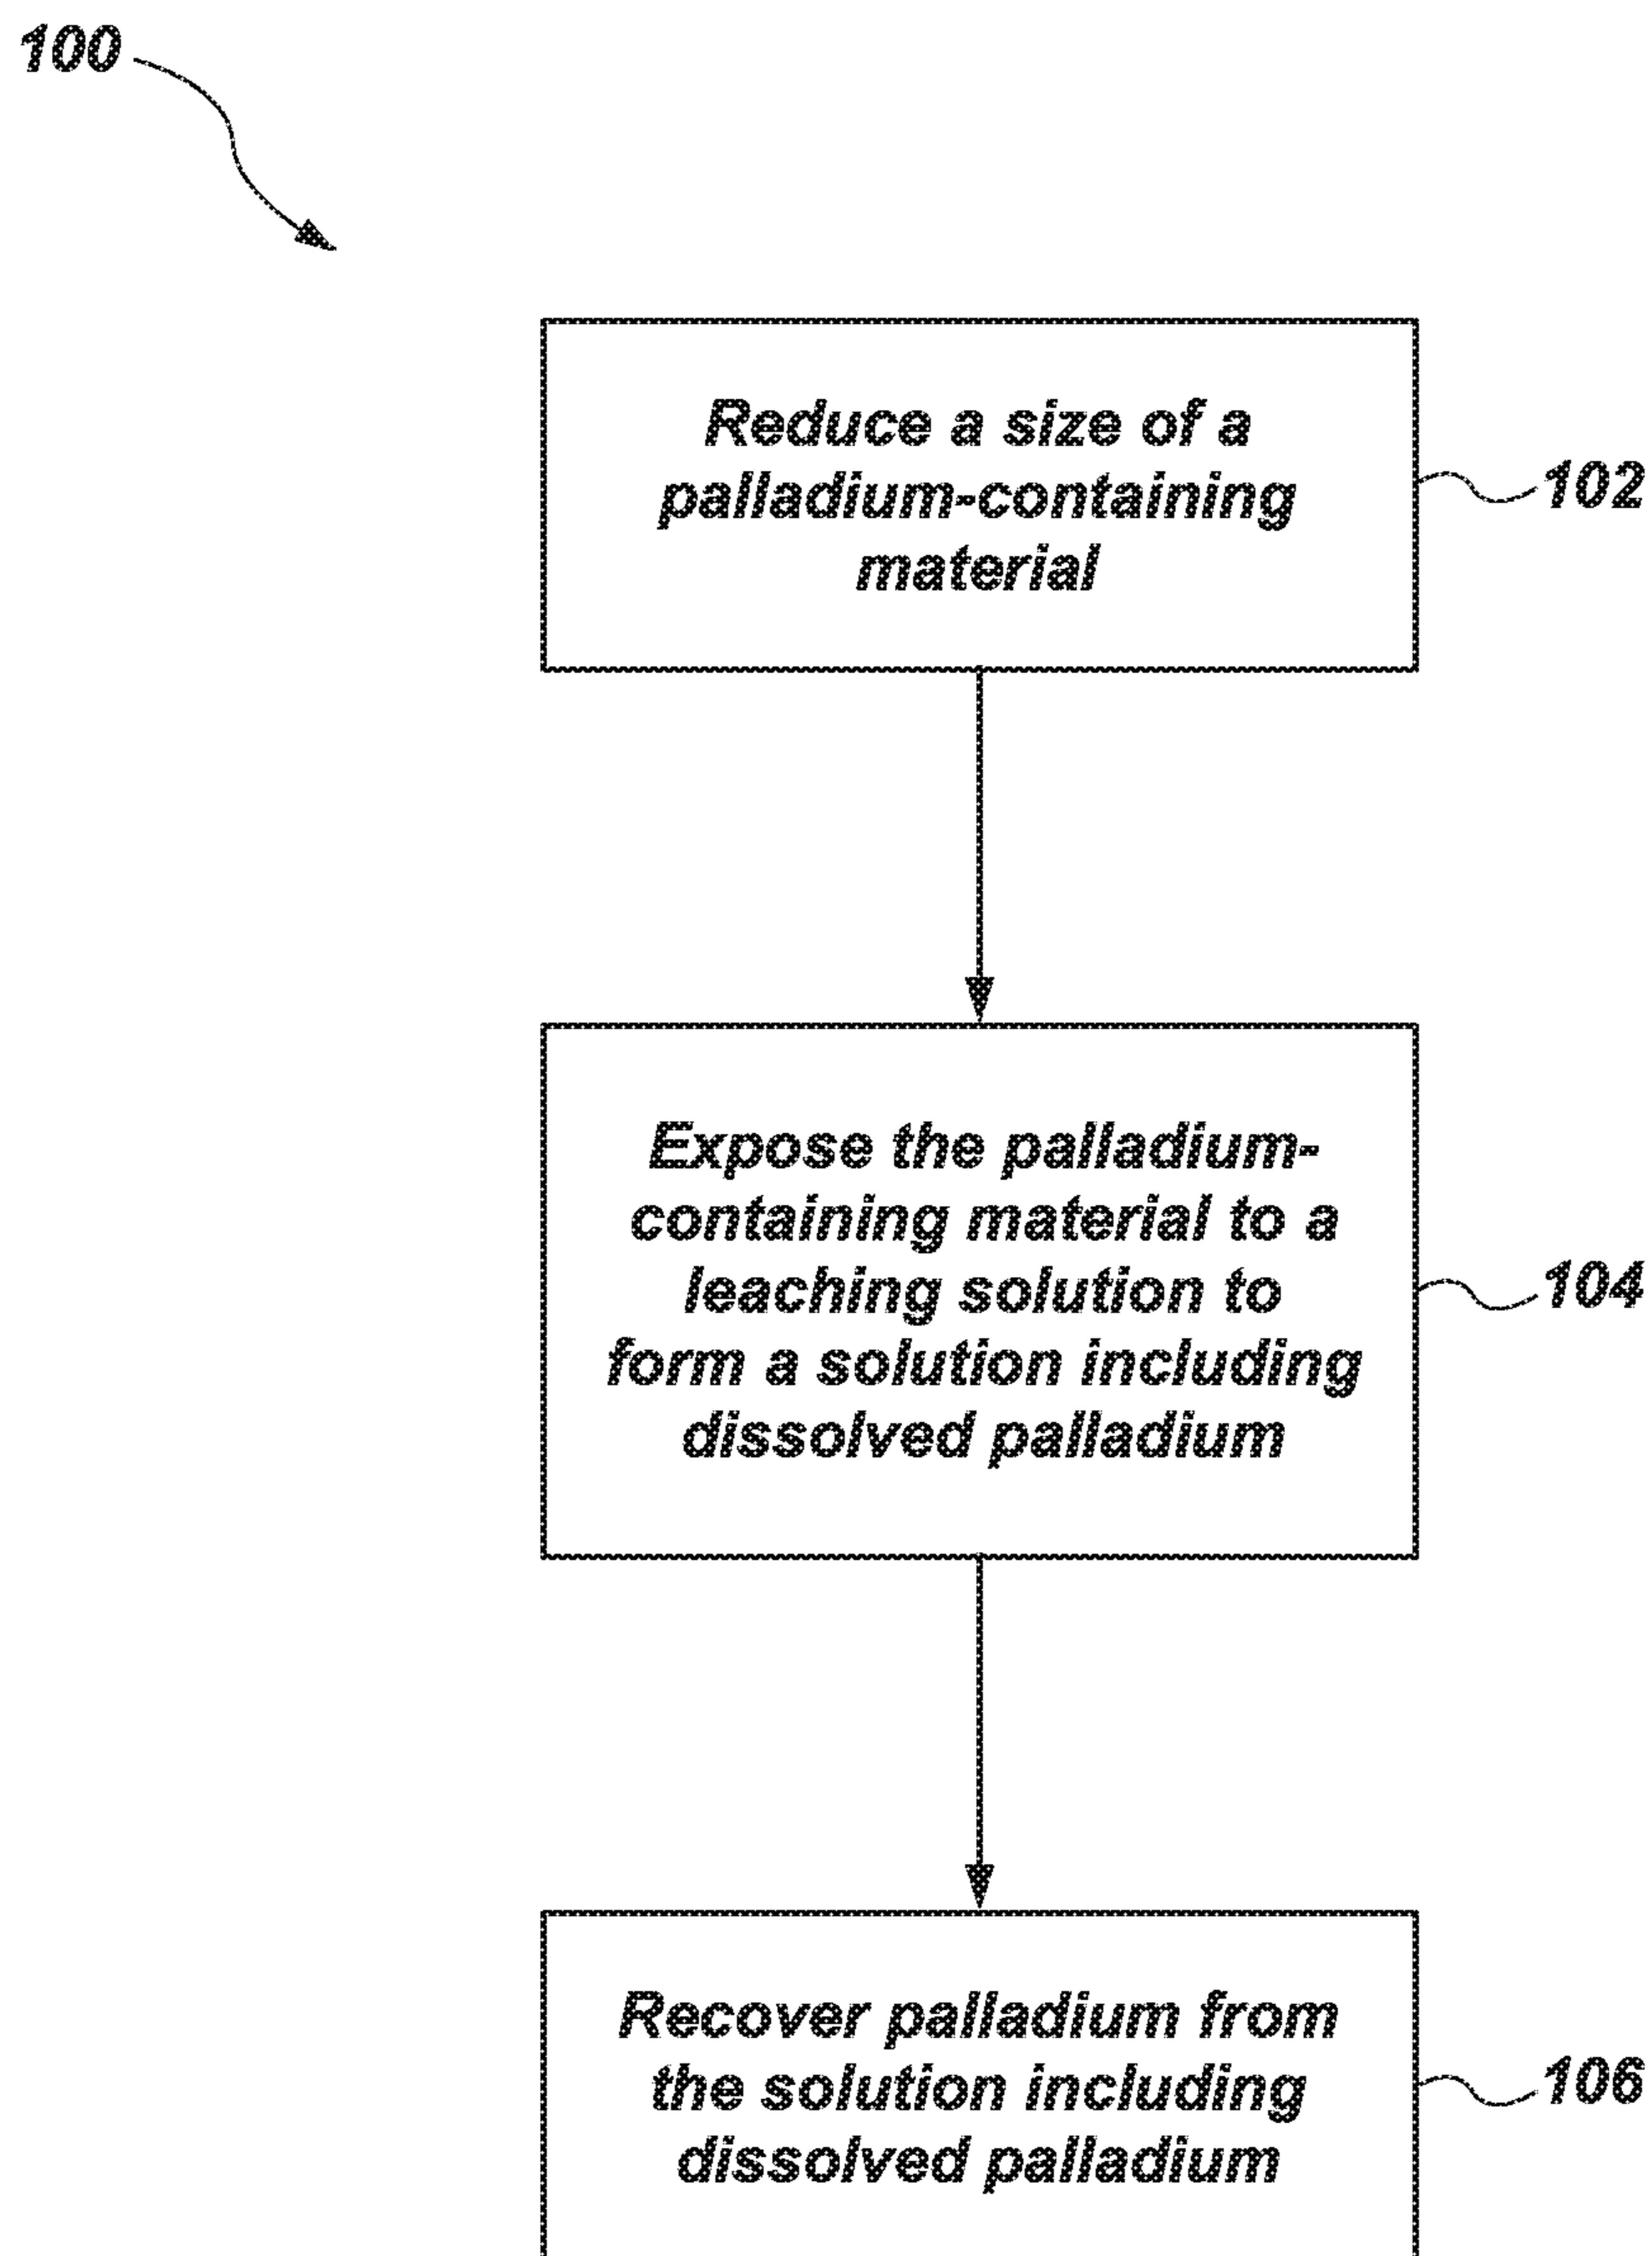 100
Reduce a size of a
palladium-containing
material
102
Expose the palladium-
containing material to a
leaching solution to
form a solution including
dissolved palladium
104
Recover palladium from
the solution including
dissolved palladium
106